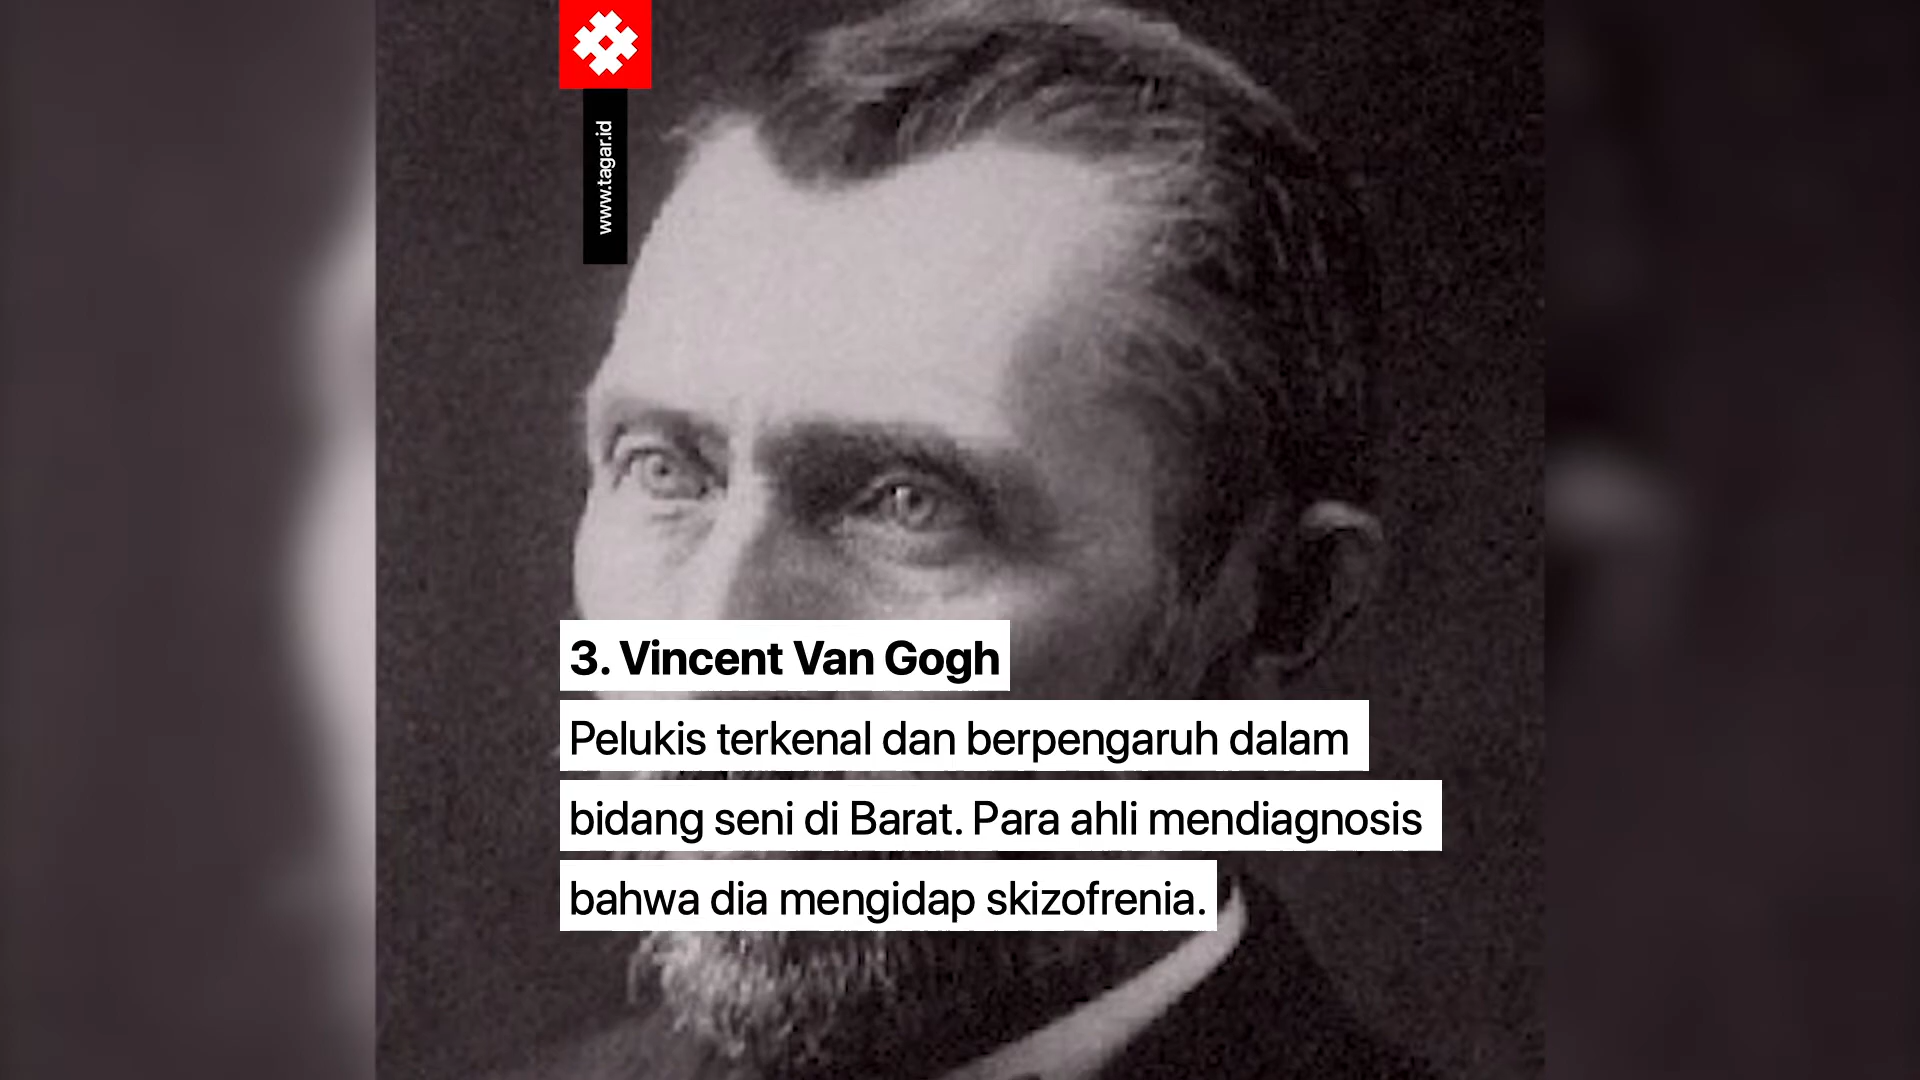 www.tagar.id
3. Vincent Van Gogh
Pelukis terkenal dan berpengaruh dalam
bidang seni di Barat. Para ahli mendiagnosis
bahwa dia mengidap skizofrenia.